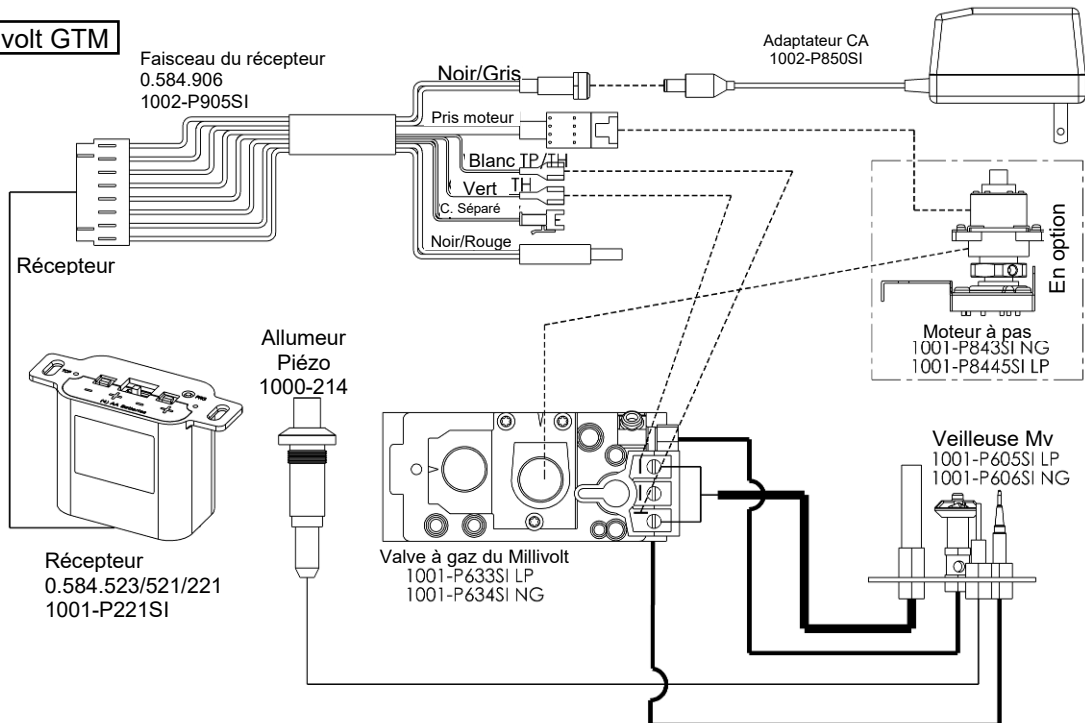 volt GTM
Faisceau du récepteur
0.584.906
1002-P905SI
Noir/Gris
Adaptateur CA
1002-P850SI
Pris moteur
Blanc TP/TH
Vert TH
C. Séparé
Noir/Rouge
Récepteur
En option
Moteur à pas
1001-P843SI NG
1001-P8445SI LP
Allumeur
Piézo
1000-214
Veilleuse Mv
1001-P605SI LP
1001-P606SI NG
Valve à gaz du Millivolt
1001-P633SI LP
1001-P634SI NG
Récepteur
0.584.523/521/221
1001-P221SI